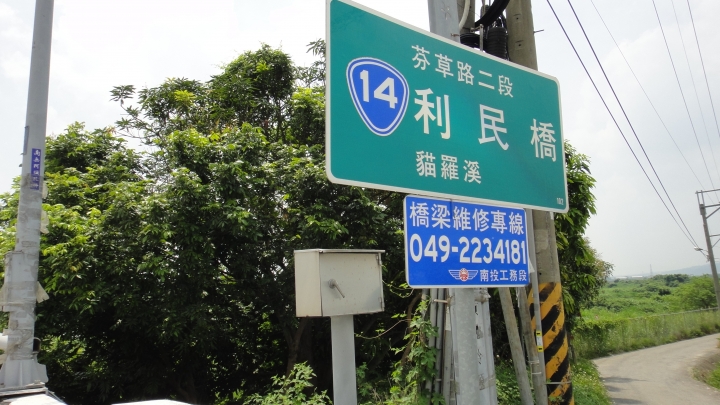 芬草路二段
14
利民橋
貓羅溪
橋梁維修專線
049-2234181
南投工務段